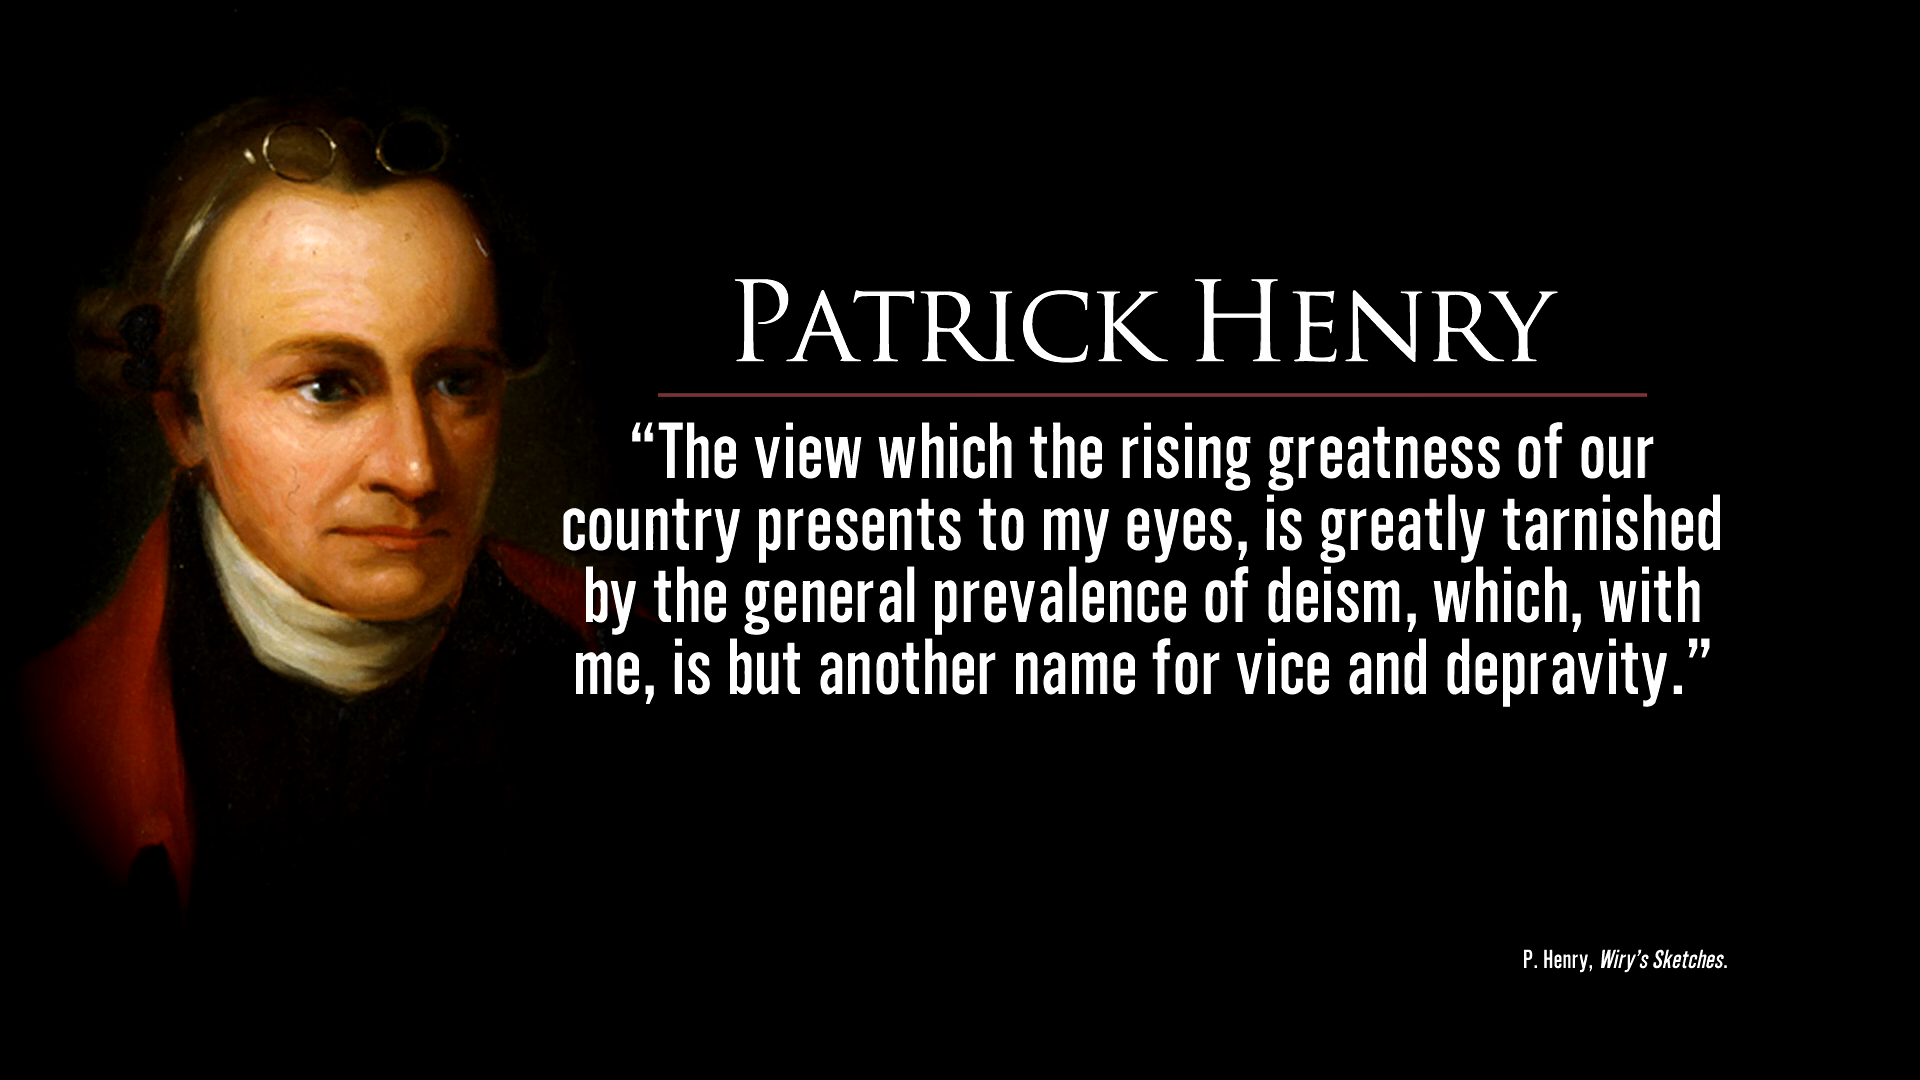 PATRICK HENRY
“The view which the rising greatness of our
country presents to my eyes, is greatly tarnished
by the general prevalence of deism, which, with
me, is but another name for vice and depravity.”
P. Henry, Wiry’s Sketches.